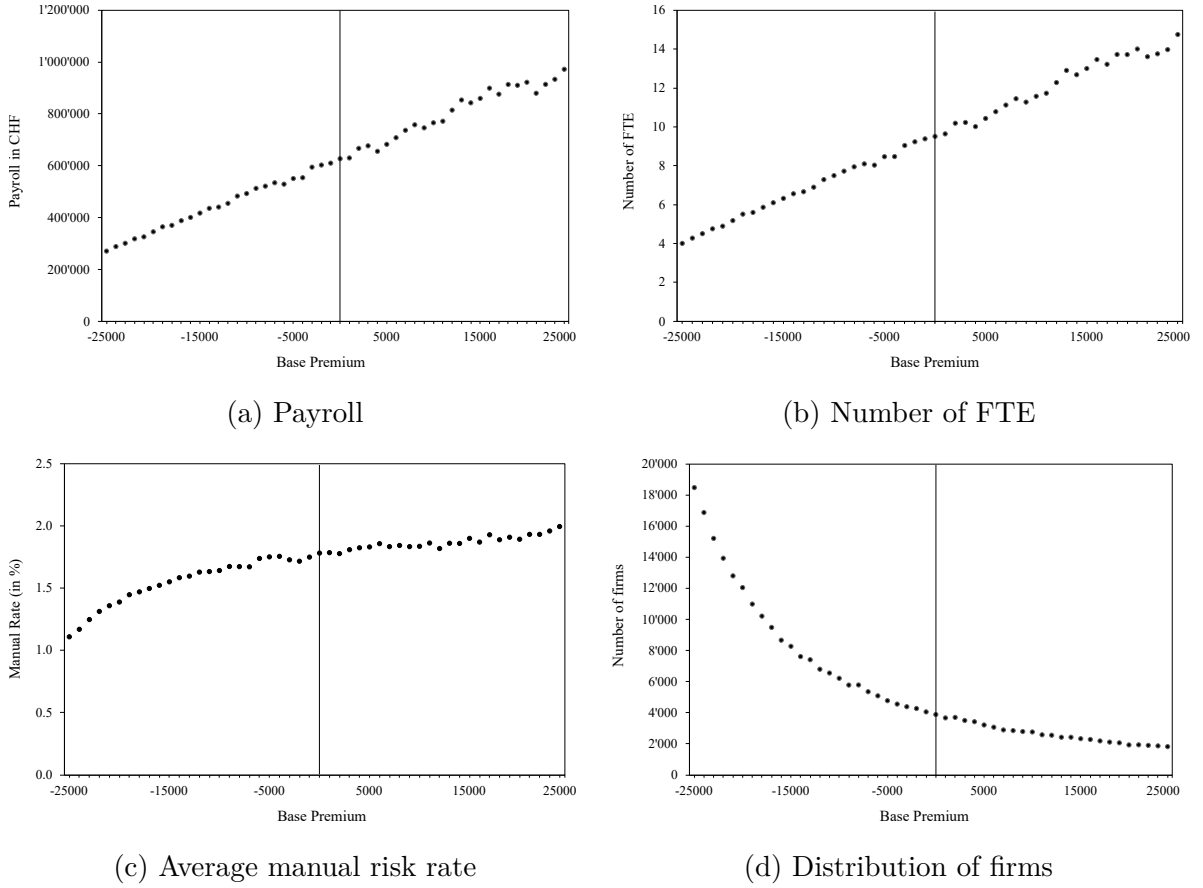 1'200'000
1'000'000
800'000
600'000
400'000
200'000
0
Payroll in CHF
-25000 -15000 -5000 5000 15000 25000
Base Premium
(a) Payroll
16
14
12
10
8
6
4
2
0
Number of FTE
-25000 -15000 -5000 5000 15000 25000
Base Premium
(b) Number of FTE
2.5
2.0
1.5
1.0
0.5
0.0
Manual Rate (in %)
-25000 -15000 -5000 5000 15000 25000
Base Premium
(c) Average manual risk rate
20'000
18'000
16'000
14'000
12'000
10'000
8'000
6'000
4'000
2'000
0
Number of firms
-25000 -15000 -5000 5000 15000 25000
Base Premium
(d) Distribution of firms